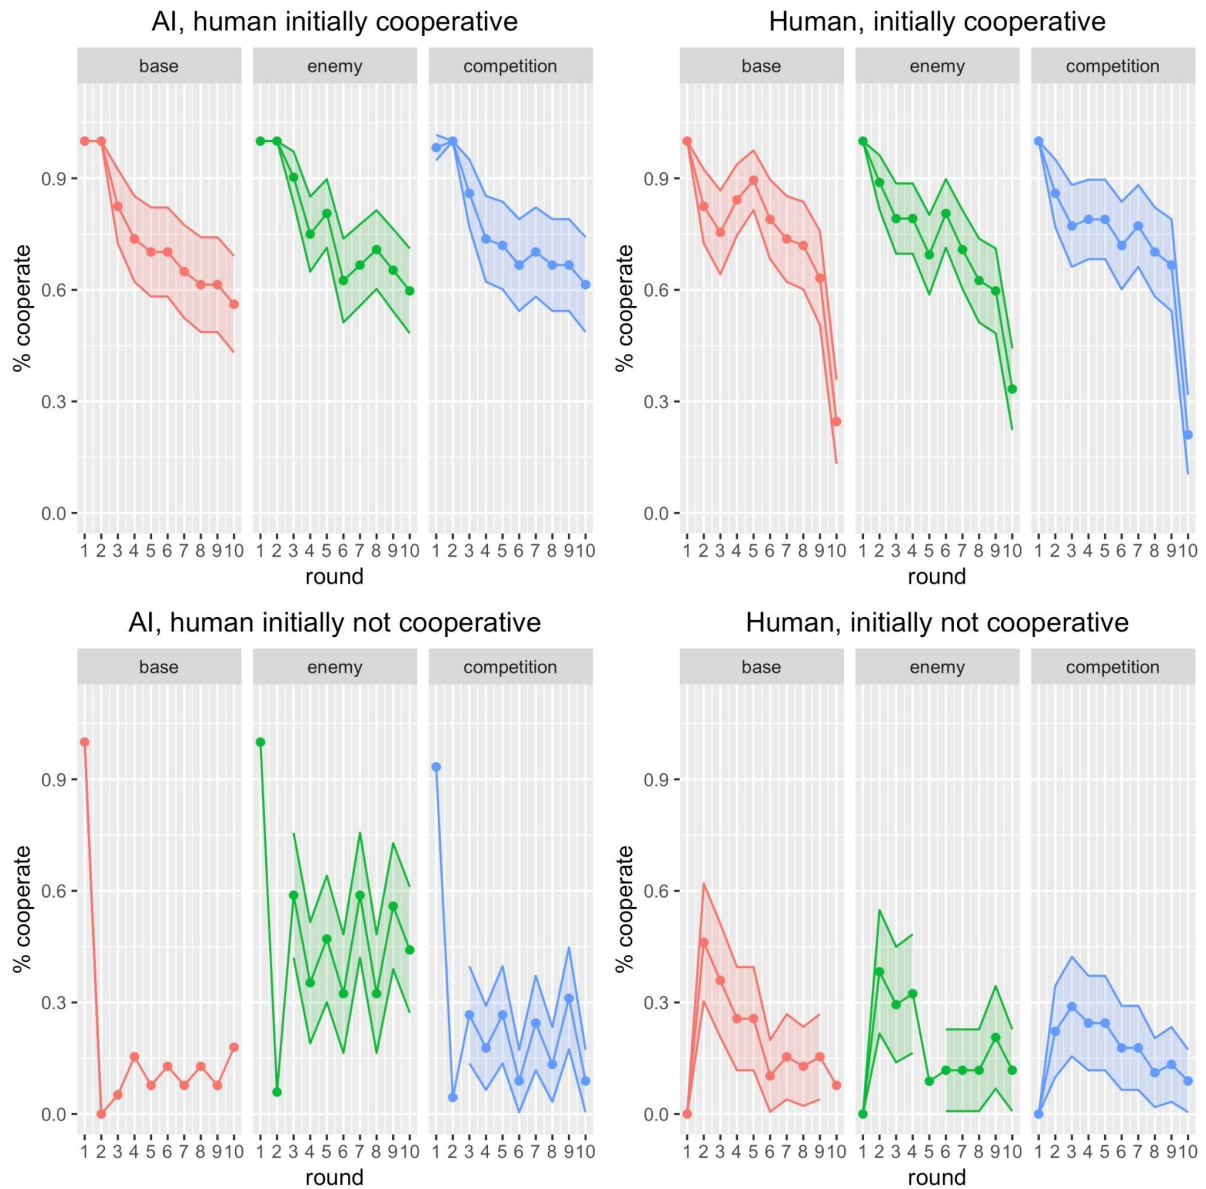 AI, human initially cooperative
base enemy competition
0.9
0.6
0.3
0.0
% cooperate
1 2 3 4 5 6 7 8 9 10 1 2 3 4 5 6 7 8 9 10 1 2 3 4 5 6 7 8 9 10
round
Human, initially cooperative
base enemy competition
0.9
0.6
0.3
0.0
% cooperate
1 2 3 4 5 6 7 8 9 10 1 2 3 4 5 6 7 8 9 10 1 2 3 4 5 6 7 8 9 10
round
AI, human initially not cooperative
base enemy competition
0.9
0.6
0.3
0.0
% cooperate
1 2 3 4 5 6 7 8 9 10 1 2 3 4 5 6 7 8 9 10 1 2 3 4 5 6 7 8 9 10
round
Human, initially not cooperative
base enemy competition
0.9
0.6
0.3
0.0
% cooperate
1 2 3 4 5 6 7 8 9 10 1 2 3 4 5 6 7 8 9 10 1 2 3 4 5 6 7 8 9 10
round